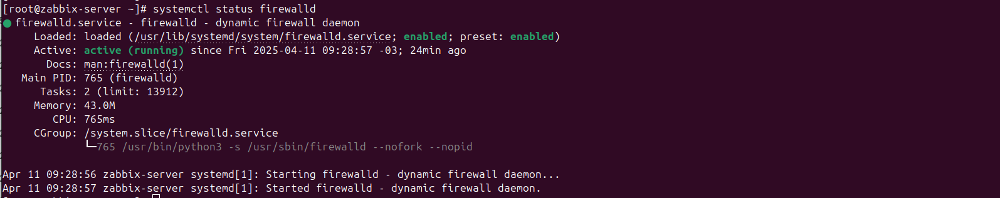 [root@zabbix-server ~]# systemctl status firewalld
● firewalld.service - firewalld - dynamic firewall daemon
     Loaded: loaded (/usr/lib/systemd/system/firewalld.service; enabled; preset: enabled)
     Active: active (running) since Fri 2025-04-11 09:28:57 -03; 24min ago
       Docs: man:firewalld(1)
   Main PID: 765 (firewalld)
      Tasks: 2 (limit: 13912)
     Memory: 43.0M
        CPU: 765ms
     CGroup: /system.slice/firewalld.service
             └─765 /usr/bin/python3 -s /usr/sbin/firewalld --nofork --nopid
Apr 11 09:28:56 zabbix-server systemd[1]: Starting firewalld - dynamic firewall daemon...
Apr 11 09:28:57 zabbix-server systemd[1]: Started firewalld - dynamic firewall daemon.